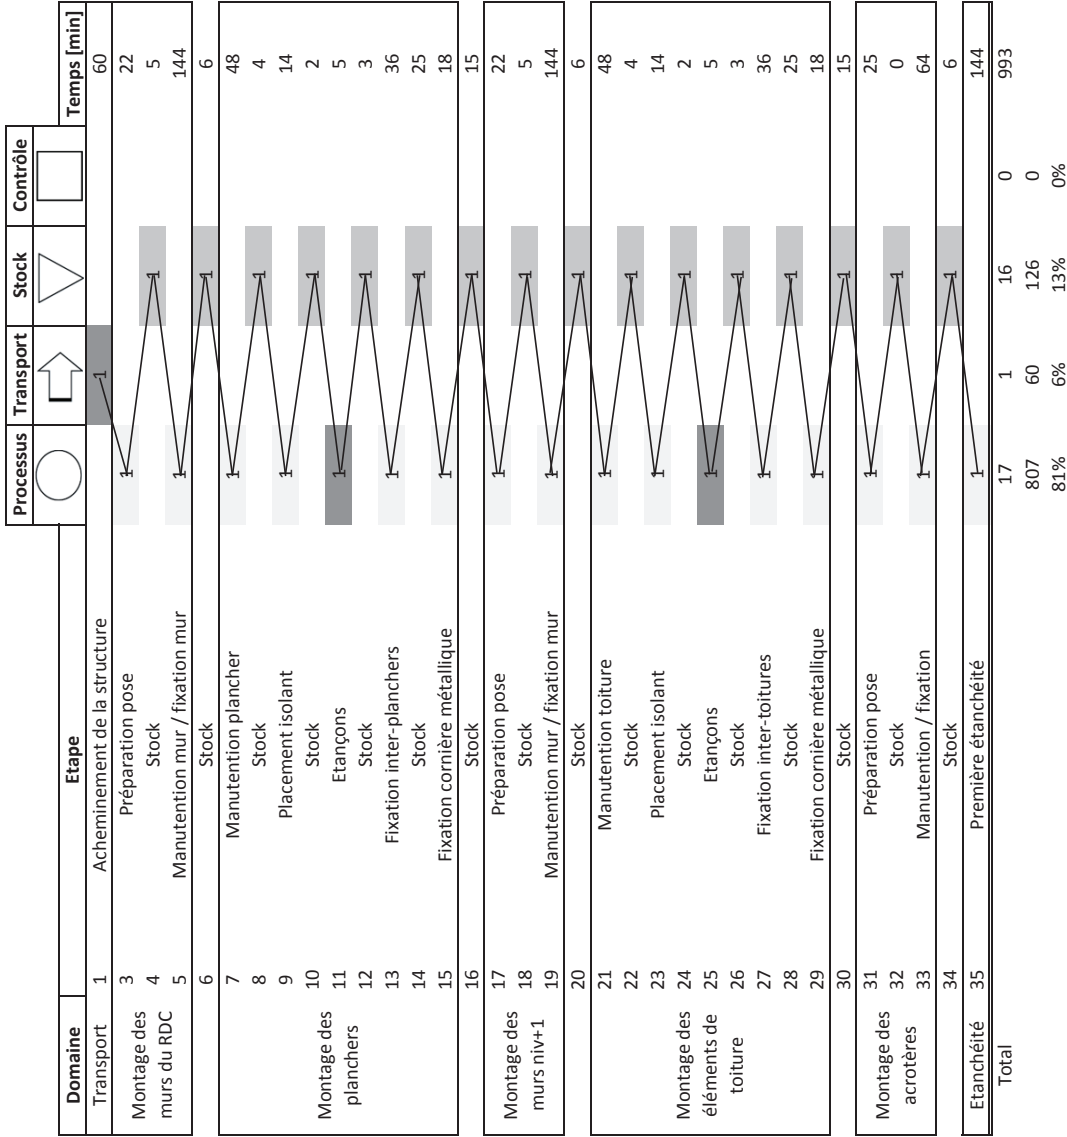 Processus Transport Stock Contrôle
Domaine Etape Temps [min]
Transport 1 Acheminement de la structure 1 60
Montage des murs du RDC
3 Préparation pose 1 22
4 Stock 1 5
5 Manutention mur / fixation mur 1 144
6 Stock 1 6
Montage des planchers
7 Manutention plancher 1 48
8 Stock 1 4
9 Placement isolant 1 14
10 Stock 1 2
11 Etançons 1 5
12 Stock 1 3
13 Fixation inter-planchers 1 36
14 Stock 1 25
15 Fixation cornière métallique 1 18
16 Stock 1 15
Montage des murs niv+1
17 Préparation pose 1 22
18 Stock 1 5
19 Manutention mur / fixation mur 1 144
20 Stock 1 6
Montage des éléments de toiture
21 Manutention toiture 1 48
22 Stock 1 4
23 Placement isolant 1 14
24 Stock 1 2
25 Etançons 1 5
26 Stock 1 3
27 Fixation inter-toitures 1 36
28 Stock 1 25
29 Fixation cornière métallique 1 18
30 Stock 1 15
Montage des acrotères
31 Préparation pose 1 25
32 Stock 1 0
33 Manutention / fixation 1 64
34 Stock 1 6
Etanchéité 35 Première étanchéité 1 144
Total 17 1 16 0 993
807 60 126 0
81% 6% 13% 0%